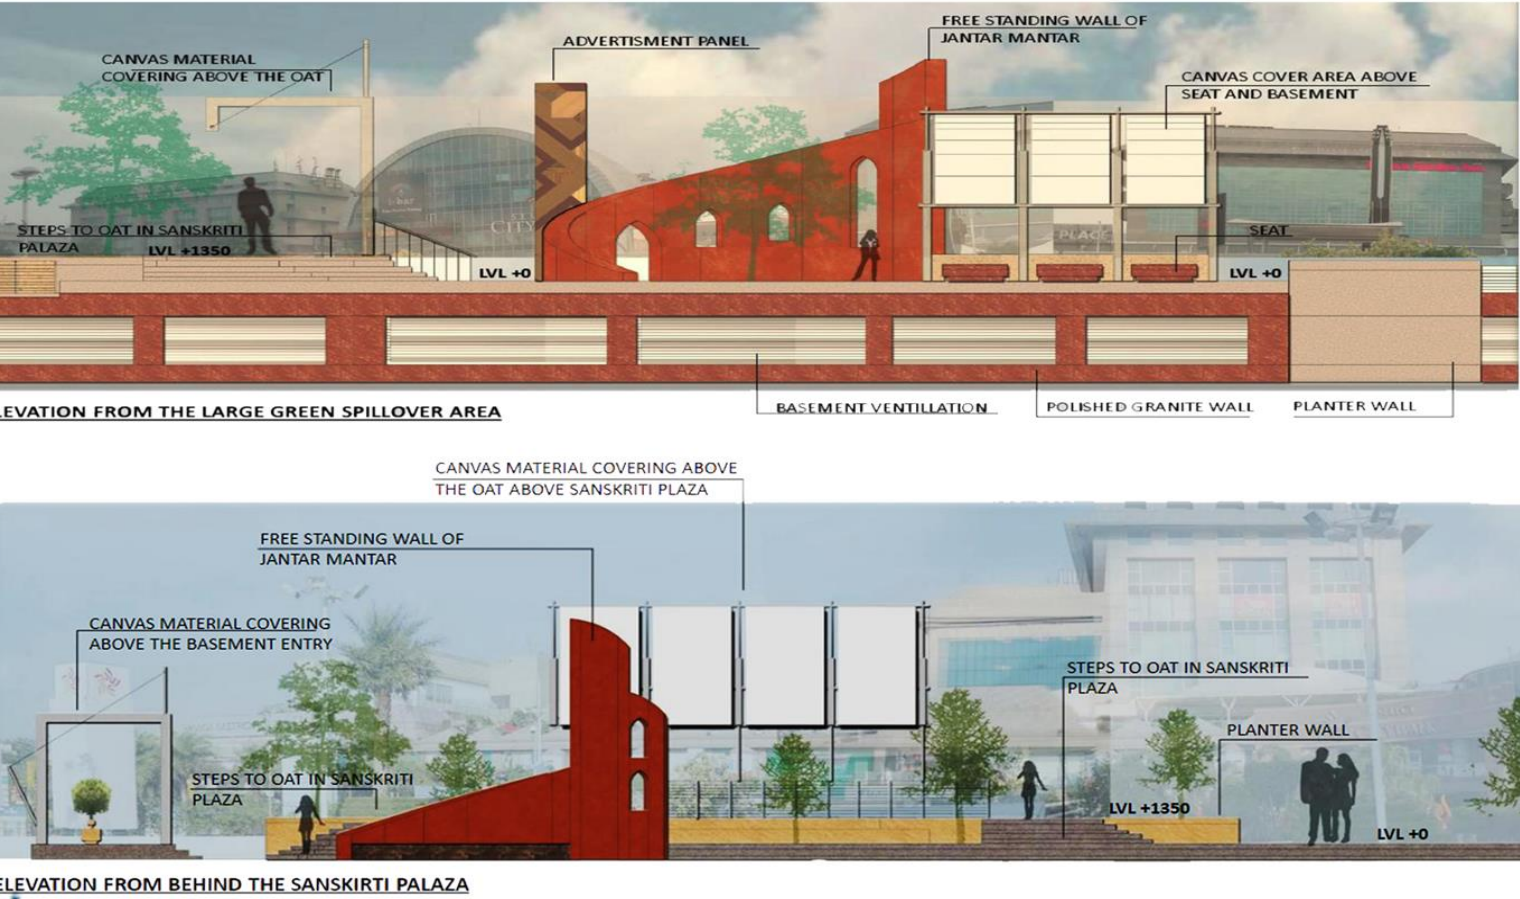 FREE STANDING WALL OF
JANTAR MANTAR
ADVERTISMENT PANEL
CANVAS MATERIAL
COVERING ABOVE THE OAT
CANVAS COVER AREA ABOVE
SEAT AND BASEMENT
STEPS TO OAT IN SANSKRITI
PALAZA
LVL +1350
SEAT
PLACE
CITY
LVL +0
LVL +0
LEVATION FROM THE LARGE GREEN SPILLOVER AREA
BASEMENT VENTILLATION
POLISHED GRANITE WALL
PLANTER WALL
CANVAS MATERIAL COVERING ABOVE
THE OAT ABOVE SANSKRITI PLAZA
FREE STANDING WALL OF
JANTAR MANTAR
CANVAS MATERIAL COVERING
ABOVE THE BASEMENT ENTRY
STEPS TO OAT IN SANSKRITI
PLAZA
STEPS TO OAT IN SANSKRITI
PLAZA
PLANTER WALL
LVL +1350
LVL +0
ELEVATION FROM BEHIND THE SANSKIRTI PALAZA